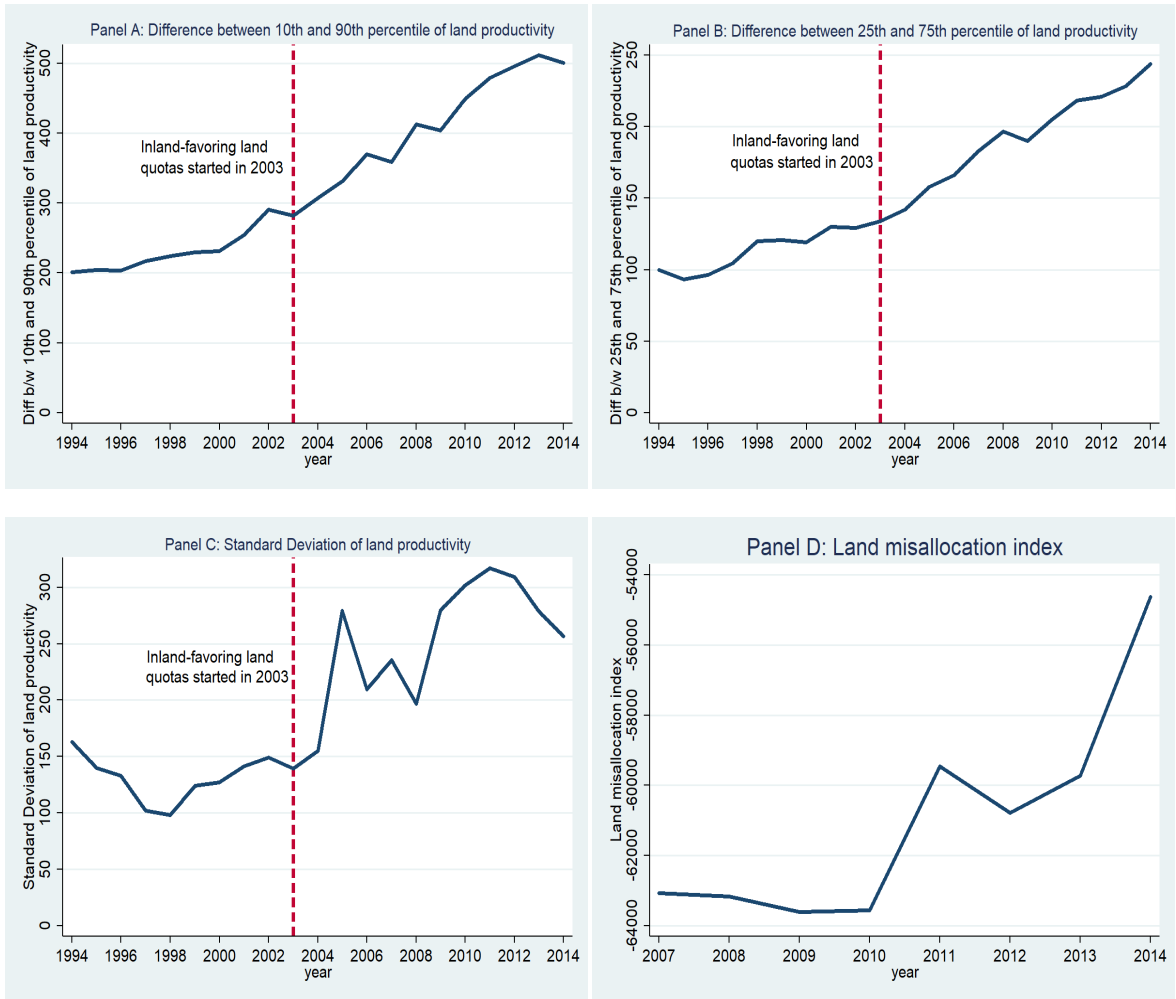 Panel A: Difference between 10th and 90th percentile of land productivity
Diff b/w 10th and 90th percentile of land productivity
500
400
300
200
100
0
Inland-favoring land
quotas started in 2003
1994 1996 1998 2000 2002 2004 2006 2008 2010 2012 2014
year
Panel B: Difference between 25th and 75th percentile of land productivity
Diff b/w 25th and 75th percentile of land productivity
250
200
150
100
50
0
Inland-favoring land
quotas started in 2003
1994 1996 1998 2000 2002 2004 2006 2008 2010 2012 2014
year
Panel C: Standard Deviation of land productivity
Standard Deviation of land productivity
300
250
200
150
100
50
0
Inland-favoring land
quotas started in 2003
1994 1996 1998 2000 2002 2004 2006 2008 2010 2012 2014
year
Panel D: Land misallocation index
Land misallocation index
-54000
-56000
-58000
-60000
-62000
-64000
2007 2008 2009 2010 2011 2012 2013 2014
year